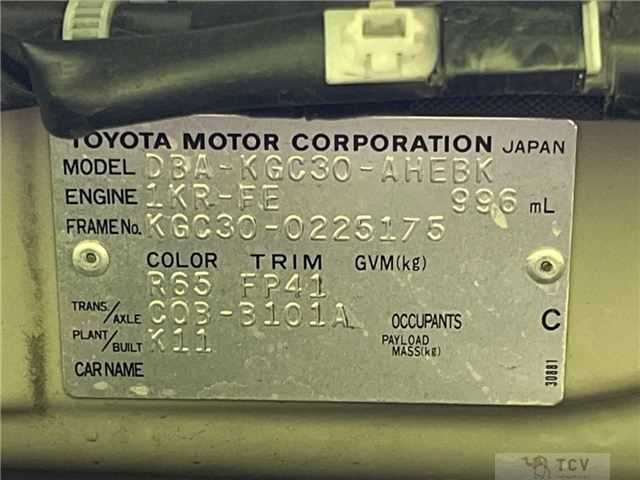 TOYOTA MOTOR CORPORATION JAPAN
MODEL DBA-KGC30-AHEBK
ENGINE 1KR-FE 996 mL
FRAME No. KGC30-0225175
COLOR TRIM GVM(kg)
R65 FP41
TRANS./AXLE C0B-B101A OCCUPANTS C
PLANT/BUILT K11 PAYLOAD MASS(kg)
CAR NAME
30881
TCV